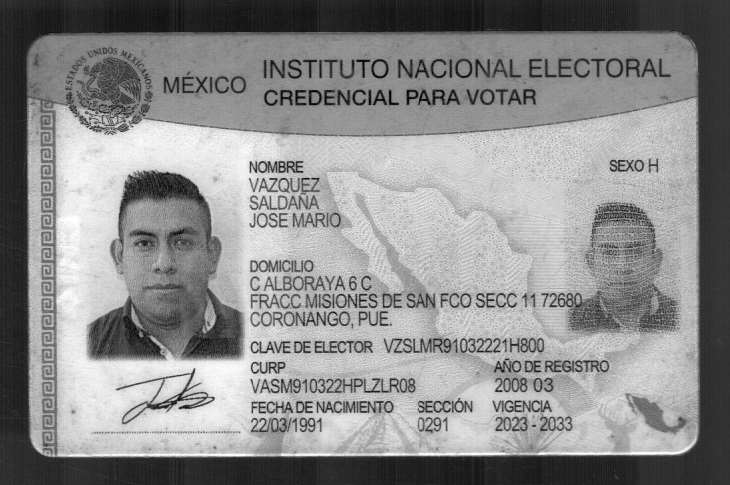 ESTADOS UNIDOS MEXICANOS
MÉXICO INSTITUTO NACIONAL ELECTORAL
CREDENCIAL PARA VOTAR
NOMBRE
SEXO H
VAZQUEZ
SALDAÑA
JOSE MARIO
DOMICILIO
C ALBORAYA 6 C
FRACC MISIONES DE SAN FCO SECC 11 72680
CORONANGO, PUE.
CLAVE DE ELECTOR VZSLMR91032221H800
CURP AÑO DE REGISTRO
VASM910322HPLZLR08 2008 03
FECHA DE NACIMIENTO SECCIÓN VIGENCIA
22/03/1991 0291 2023 - 2033